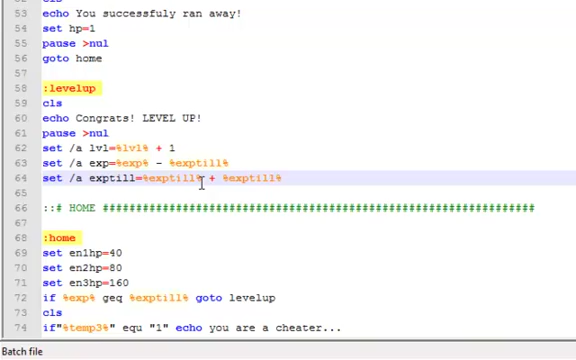 53 echo You successfuly ran away!
54 set hp=1
55 pause >nul
56 goto home
57
58 :levelup
59 cls
60 echo Congrats! LEVEL UP!
61 pause >nul
62 set /a lvl=%lvl% + 1
63 set /a exp=%exp% - %exptill%
64 set /a exptill=%exptill% + %exptill%
65
66 ::# HOME #################################################################
67
68 :home
69 set en1hp=40
70 set en2hp=80
71 set en3hp=160
72 if %exp% geq %exptill% goto levelup
73 cls
74 if"%temp3%" equ "1" echo you are a cheater...
Batch file